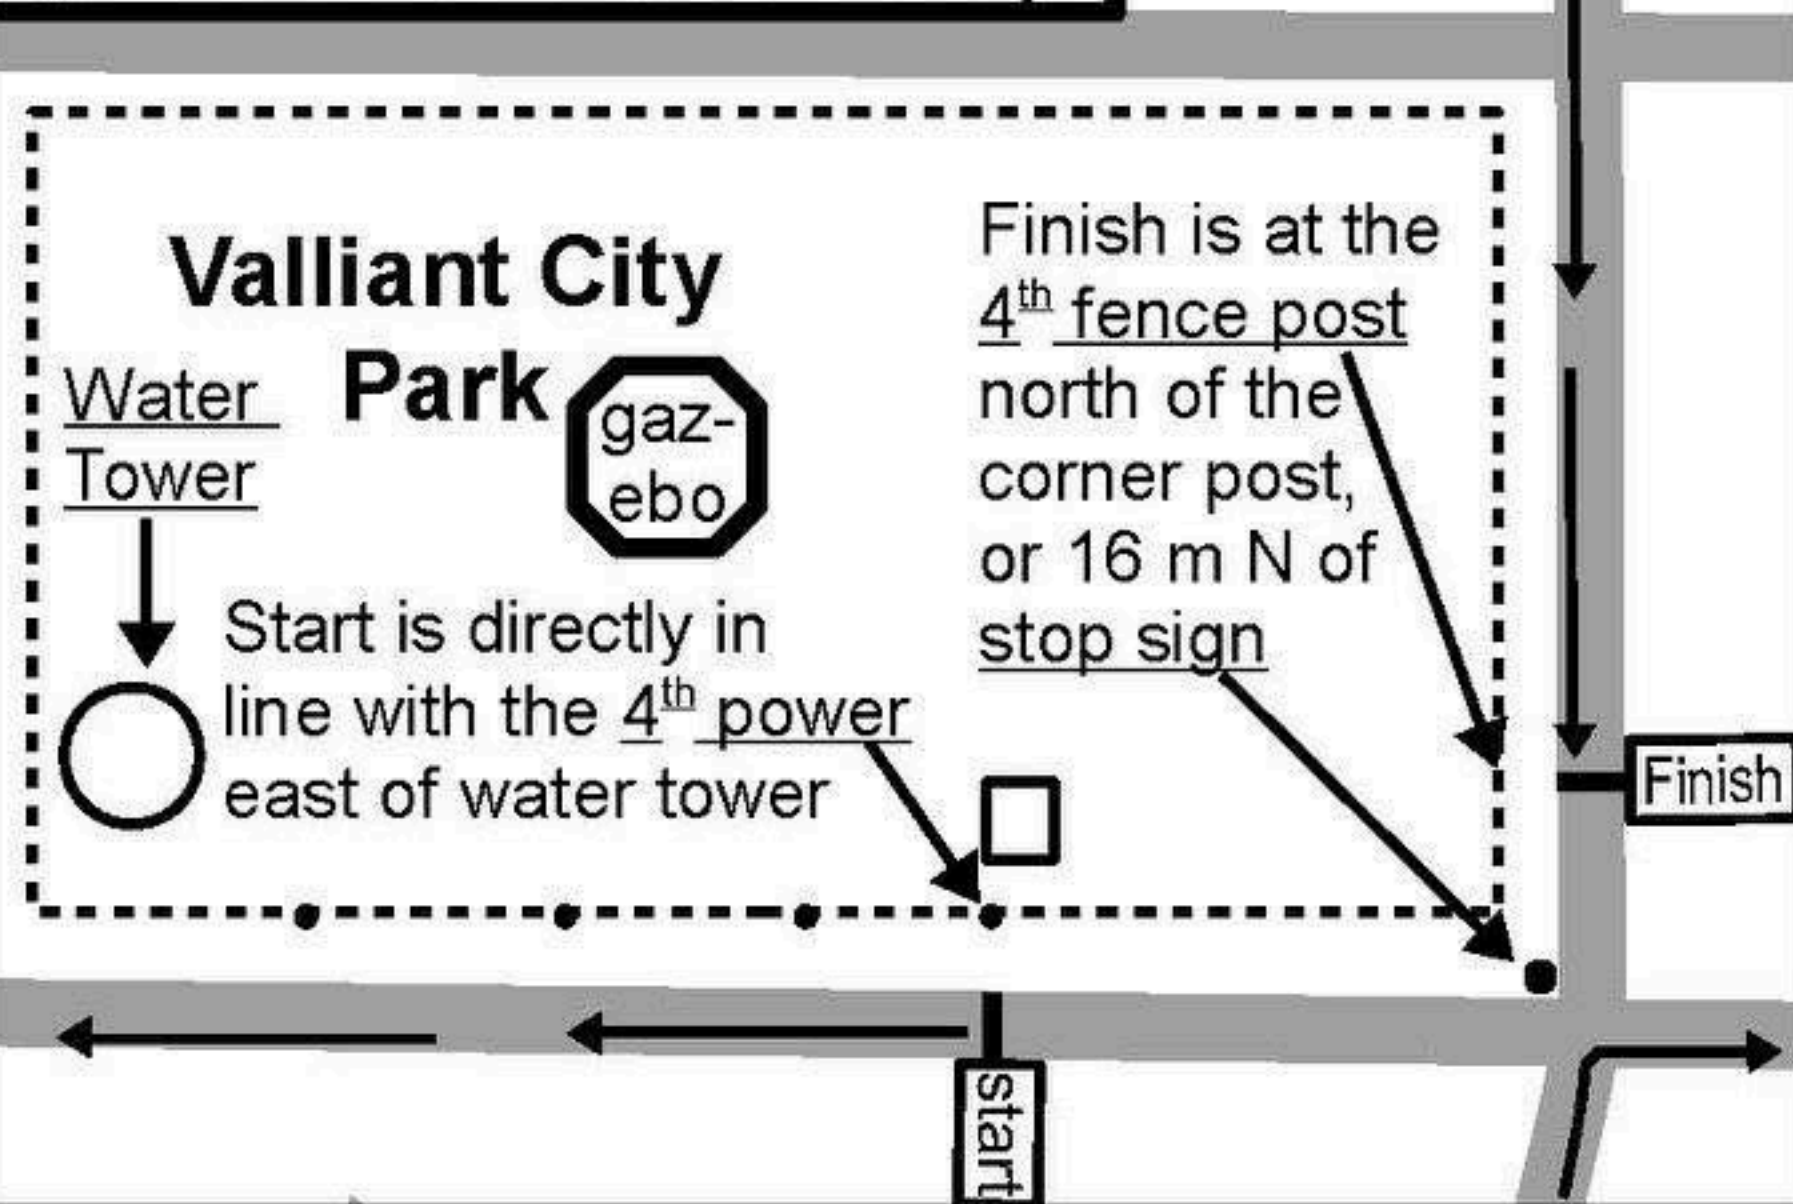 Valliant City
Park
gaz-
ebo
Water
Tower
Start is directly in
line with the 4th power
east of water tower
Finish is at the
4th fence post
north of the
corner post,
or 16 m N of
stop sign
Finish
start